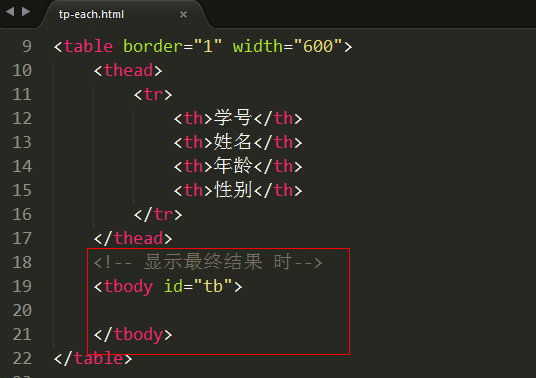 tp-each.html ×
9 <table border="1" width="600">
10 <thead>
11 <tr>
12 <th>学号</th>
13 <th>姓名</th>
14 <th>年龄</th>
15 <th>性别</th>
16 </tr>
17 </thead>
18 <!-- 显示最终结果 时-->
19 <tbody id="tb">
20
21 </tbody>
22 </table>